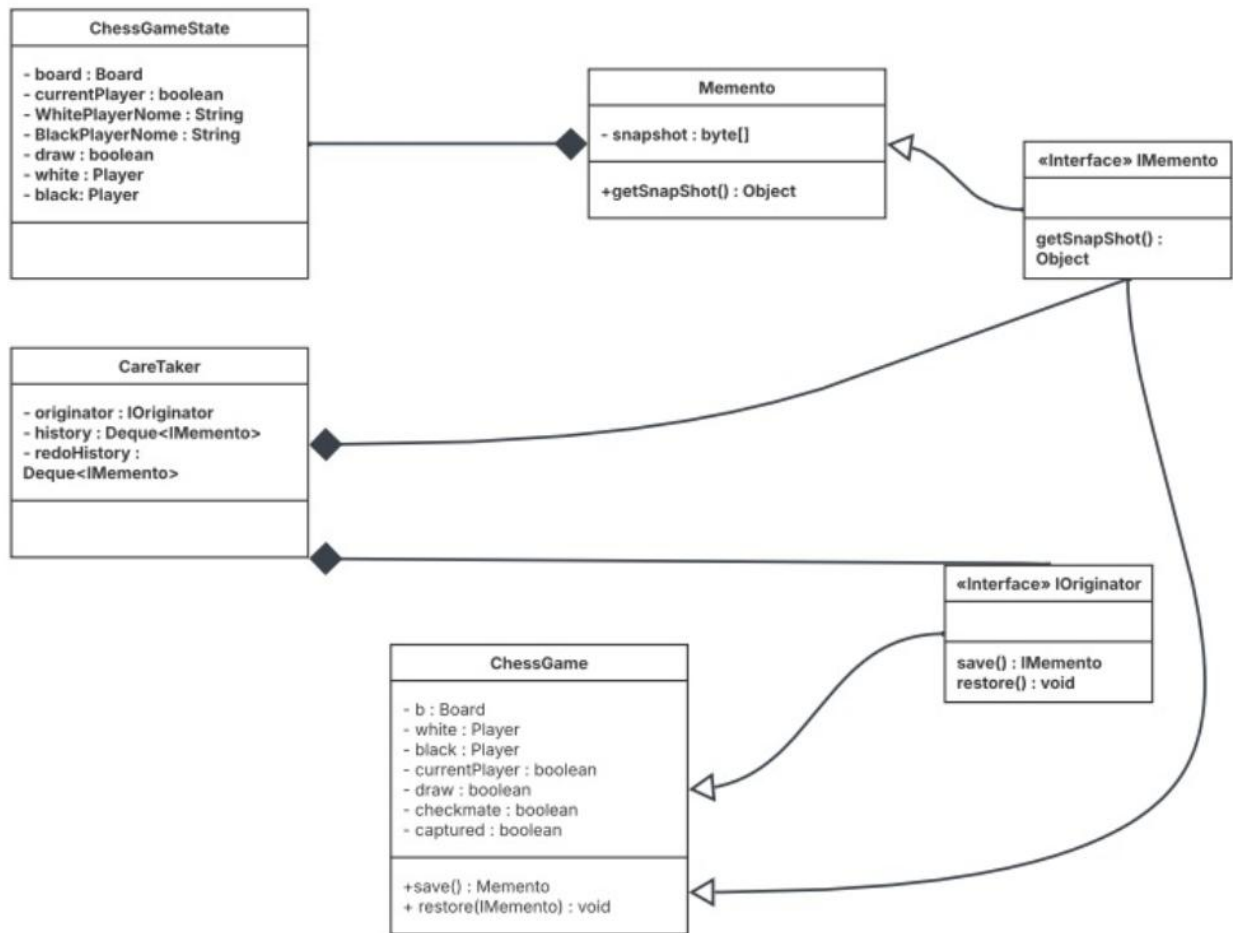 ChessGameState
- board : Board
- currentPlayer : boolean
- WhitePlayerNome : String
- BlackPlayerNome : String
- draw : boolean
- white : Player
- black: Player
Memento
- snapshot : byte[]
+getSnapShot() : Object
«Interface» IMemento
getSnapShot() :
Object
CareTaker
- originator : IOriginator
- history : Deque<IMemento>
- redoHistory :
Deque<IMemento>
«Interface» IOriginator
save() : IMemento
restore() : void
ChessGame
- b : Board
- white : Player
- black : Player
- currentPlayer : boolean
- draw : boolean
- checkmate : boolean
- captured : boolean
+save() : Memento
+ restore(IMemento) : void